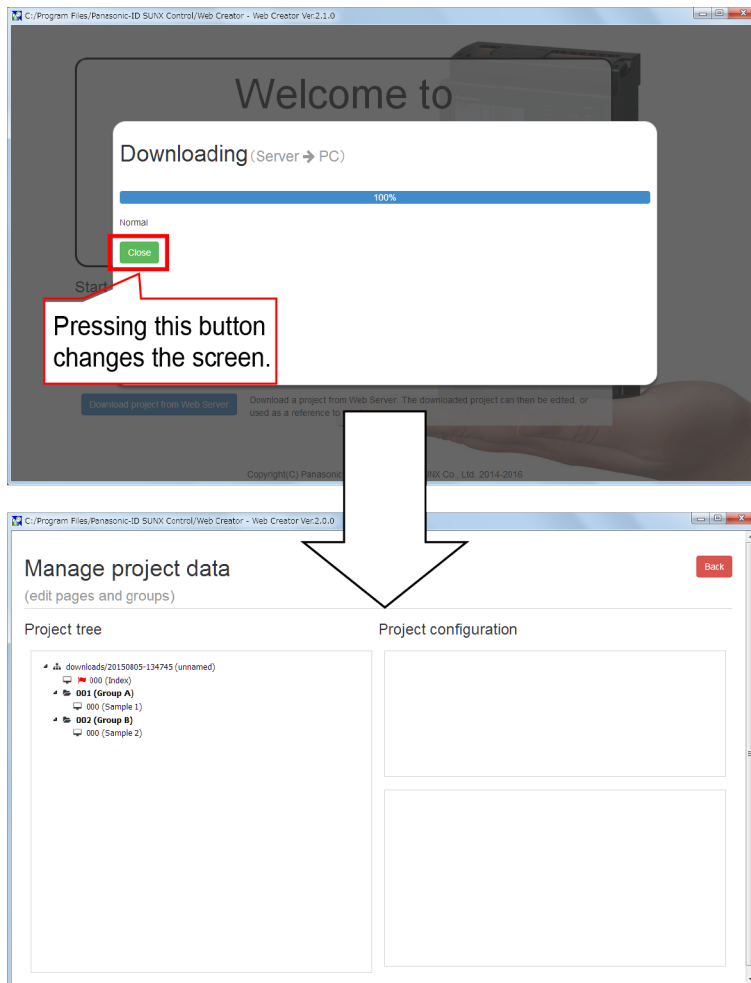 C:/Program Files/Panasonic-ID SUNX Control/Web Creator - Web Creator Ver.2.1.0
Welcome to
Downloading (Server → PC)
100%
Normal
Close
Start
Pressing this button
changes the screen.
Download project from Web Server
Download a project from Web Server. The downloaded project can then be edited, or
used as a reference to
Copyright(C) Panasonic
UNX Co., Ltd. 2014-2016
C:/Program Files/Panasonic-ID SUNX Control/Web Creator - Web Creator Ver.2.0.0
Manage project data
Back
(edit pages and groups)
Project tree
Project configuration
downloads/20150805-134745 (unnamed)
000 (Index)
001 (Group A)
000 (Sample 1)
002 (Group B)
000 (Sample 2)